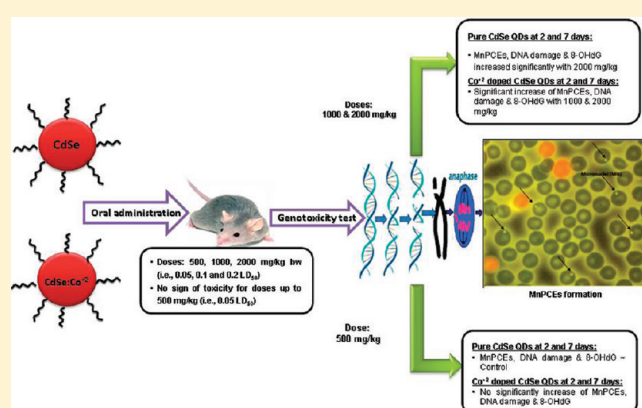 Pure CdSe QDs at 2 and 7 days:
• MnPCEs, DNA damage & 8-OHdG
increased significantly with 2000 mg/kg
Co⁺² doped CdSe QDs at 2 and 7 days:
• Significant increase of MnPCEs, DNA
damage & 8-OHdG with 1000 & 2000
mg/kg
Doses:
1000 & 2000 mg/kg
CdSe
Oral administration
Genotoxicity test
anaphase
CdSe:Co⁺²
• Doses: 500, 1000, 2000 mg/kg bw
(i.e., 0.05, 0.1 and 0.2 LD₅₀)
• No sign of toxicity for doses up to
500 mg/kg (i.e., 0.05 LD₅₀)
MnPCEs formation
Dose:
500 mg/kg
Pure CdSe QDs at 2 and 7 days:
• MnPCEs, DNA damage & 8-OHdG ~
Control
Co⁺² doped CdSe QDs at 2 and 7 days:
• No significantly increase of MnPCEs,
DNA damage & 8-OHdG